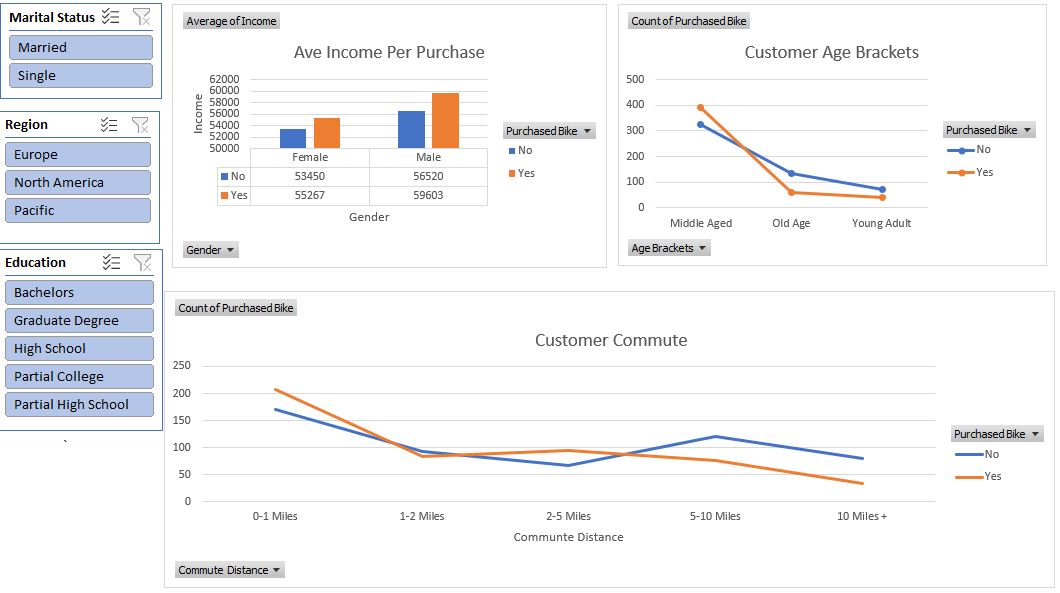 Marital Status
Married
Single
Region
Europe
North America
Pacific
Education
Bachelors
Graduate Degree
High School
Partial College
Partial High School
`
Average of Income
Ave Income Per Purchase
62000
60000
58000
56000
54000
52000
50000
Income
Female Male
No 53450 56520
Yes 55267 59603
Gender
Purchased Bike
No
Yes
Gender
Count of Purchased Bike
Customer Age Brackets
500
400
300
200
100
0
Middle Aged Old Age Young Adult
Purchased Bike
No
Yes
Age Brackets
Count of Purchased Bike
Customer Commute
250
200
150
100
50
0
0-1 Miles 1-2 Miles 2-5 Miles 5-10 Miles 10 Miles +
Communte Distance
Purchased Bike
No
Yes
Commute Distance